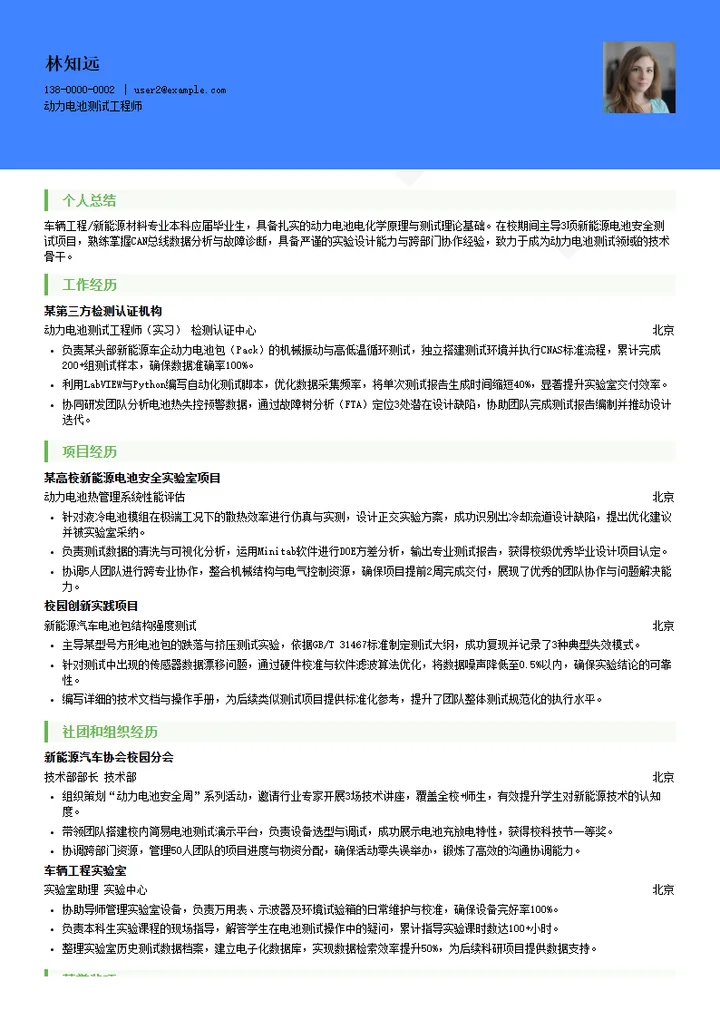 林知远
138-0000-0002 | user2@example.com
动力电池测试工程师
个人总结
车辆工程/新能源材料专业本科应届毕业生，具备扎实的动力电池电化学原理与测试理论基础。在校期间主导3项新能源电池安全测
试项目，熟练掌握CAN总线数据分析与故障诊断，具备严谨的实验设计能力与跨部门协作经验，致力于成为动力电池测试领域的技术
骨干。
工作经历
某第三方检测认证机构
动力电池测试工程师（实习） 检测认证中心 北京
• 负责某头部新能源车企动力电池包（Pack）的机械振动与高低温循环测试，独立搭建测试环境并执行CNAS标准流程，累计完成
200+组样本，确保数据准确率100%。
• 利用LabVIEW与Python编写自动化测试脚本，优化数据采集频率，将单次测试报告生成时间缩短40%，显著提升实验室交付效率。
• 协同研发团队分析电池热失控预警数据，通过故障树分析（FTA）定位3处潜在设计缺陷，协助团队完成测试报告编制并推动设计
迭代。
项目经历
某高校新能源电池安全实验室项目
动力电池热管理系统性能评估 北京
• 针对液冷电池模组在极端工况下的散热效率进行仿真与实测，设计正交实验方案，成功识别出冷却流道设计缺陷，提出优化建议
并被实验室采纳。
• 负责测试数据的清洗与可视化分析，运用Minitab软件进行DOE方差分析，输出专业测试报告，获得校级优秀毕业设计项目认定。
• 协调5人团队进行跨专业协作，整合机械结构与电气控制资源，确保项目提前2周完成交付，展现了优秀的团队协作与问题解决能
力。
校园创新实践项目
新能源汽车电池包结构强度测试 北京
• 主导某型号方形电池包的跌落与挤压测试实验，依据GB/T 31467标准制定测试大纲，成功复现并记录了3种典型失效模式。
• 针对测试中出现的传感器数据漂移问题，通过硬件校准与软件滤波算法优化，将数据噪声降低至0.5%以内，确保实验结论的可靠
性。
• 编写详细的技术文档与操作手册，为后续类似测试项目提供标准化参考，提升了团队整体测试规范化的执行水平。
社团和组织经历
新能源汽车协会校园分会
技术部部长 技术部 北京
• 组织策划“动力电池安全周”系列活动，邀请行业专家开展3场技术讲座，覆盖全校+师生，有效提升学生对新能源技术的认知
度。
• 带领团队搭建校内简易电池测试演示平台，负责设备选型与调试，成功展示电池充放电特性，获得校科技节一等奖。
• 协调跨部门资源，管理50人团队的项目进度与物资分配，确保活动零失误举办，锻炼了高效的沟通协调能力。
车辆工程实验室
实验室助理 实验中心 北京
• 协助导师管理实验室设备，负责万用表、示波器及环境试验箱的日常维护与校准，确保设备完好率100%。
• 负责本科生实验课程的现场指导，解答学生在电池测试操作中的疑问，累计指导实验课时数达100+小时。
• 整理实验室历史测试数据档案，建立电子化数据库，实现数据检索效率提升50%，为后续科研项目提供数据支持。